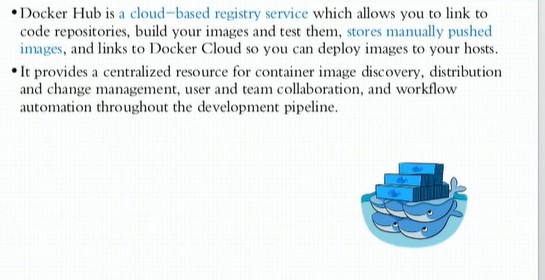 • Docker Hub is a cloud-based registry service which allows you to link to
code repositories, build your images and test them, stores manually pushed
images, and links to Docker Cloud so you can deploy images to your hosts.
• It provides a centralized resource for container image discovery, distribution
and change management, user and team collaboration, and workflow
automation throughout the development pipeline.